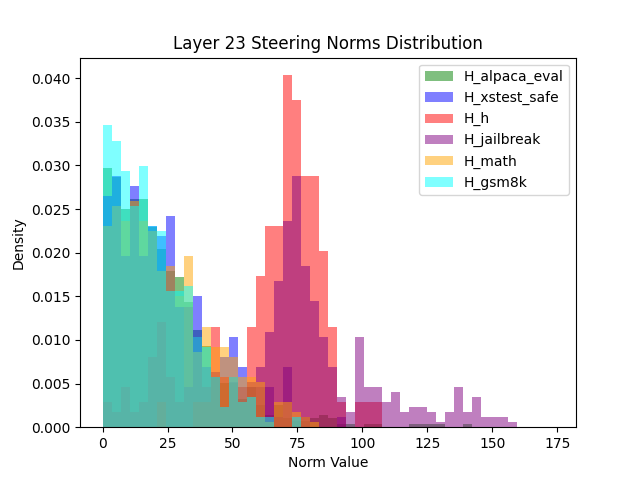 Layer 23 Steering Norms Distribution
H_alpaca_eval
H_xstest_safe
H_h
H_jailbreak
H_math
H_gsm8k
Density
0.040
0.035
0.030
0.025
0.020
0.015
0.010
0.005
0.000
0 25 50 75 100 125 150 175
Norm Value